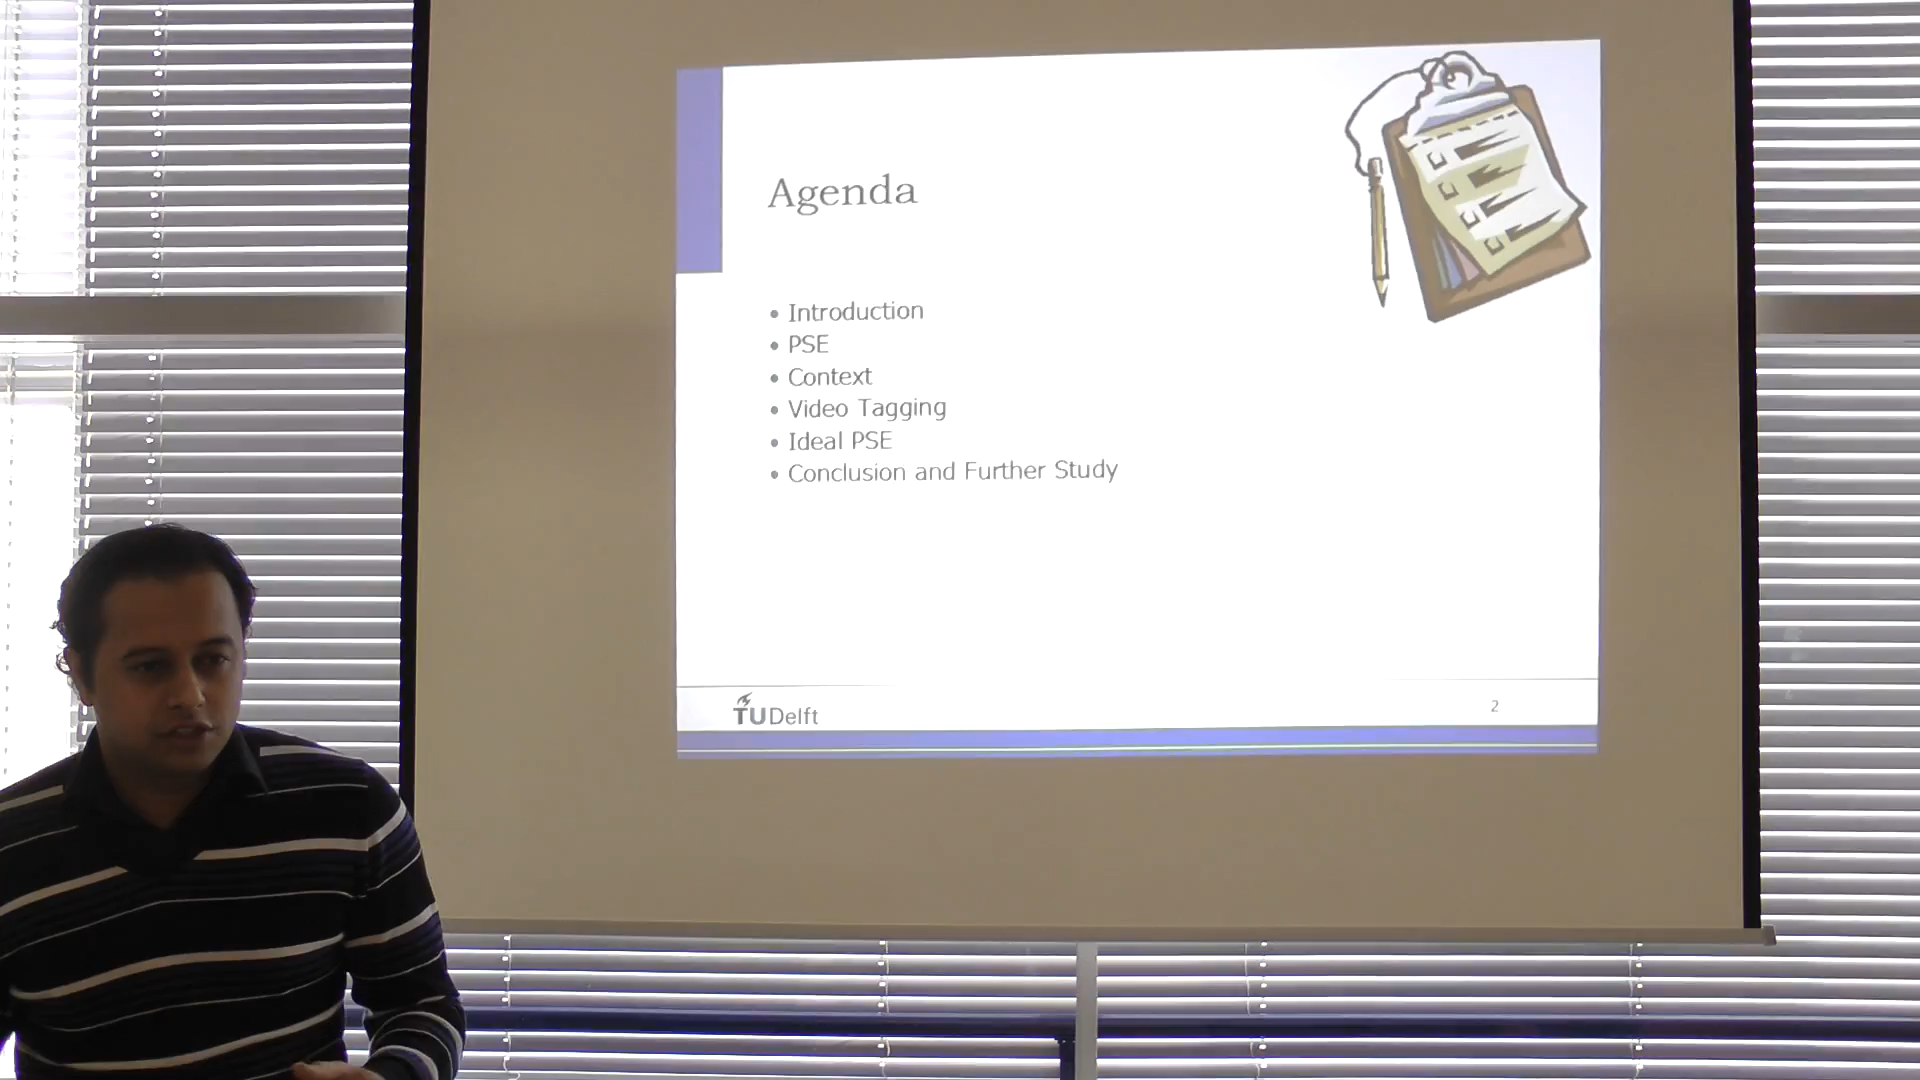 Agenda
• Introduction
• PSE
• Context
• Video Tagging
• Ideal PSE
• Conclusion and Further Study
TUDelft
2